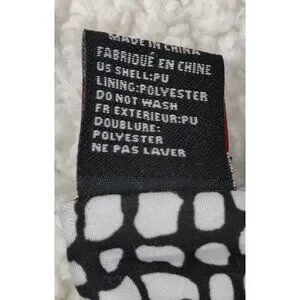 MADE IN CHINA
FABRIQUÉ EN CHINE
US SHELL:PU
LINING:POLYESTER
DO NOT WASH
FR EXTERIEUR:PU
DOUBLURE:
POLYESTER
NE PAS LAVER